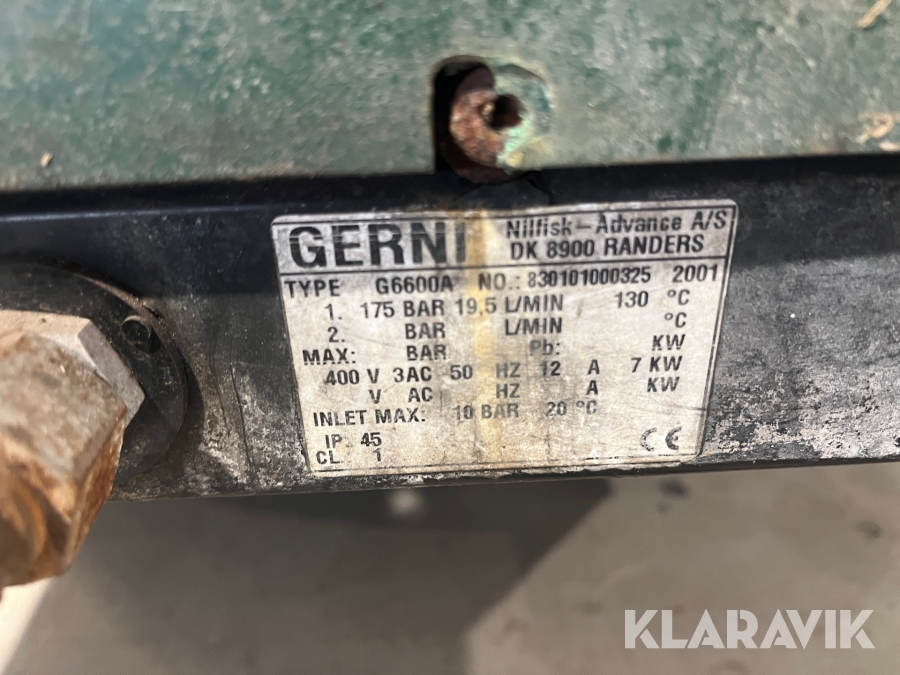 GERNI Nilfisk-Advance A/S
DK 8900 RANDERS
TYPE G6600A NO.: 830101000325 2001
1. 175 BAR 19,5 L/MIN 130 °C
2. BAR L/MIN °C
MAX: BAR Pb: KW
400 V 3AC 50 HZ 12 A 7 KW
V AC HZ A KW
INLET MAX: 10 BAR 20 °C
IP 45
CL 1 CE
KLARAVIK